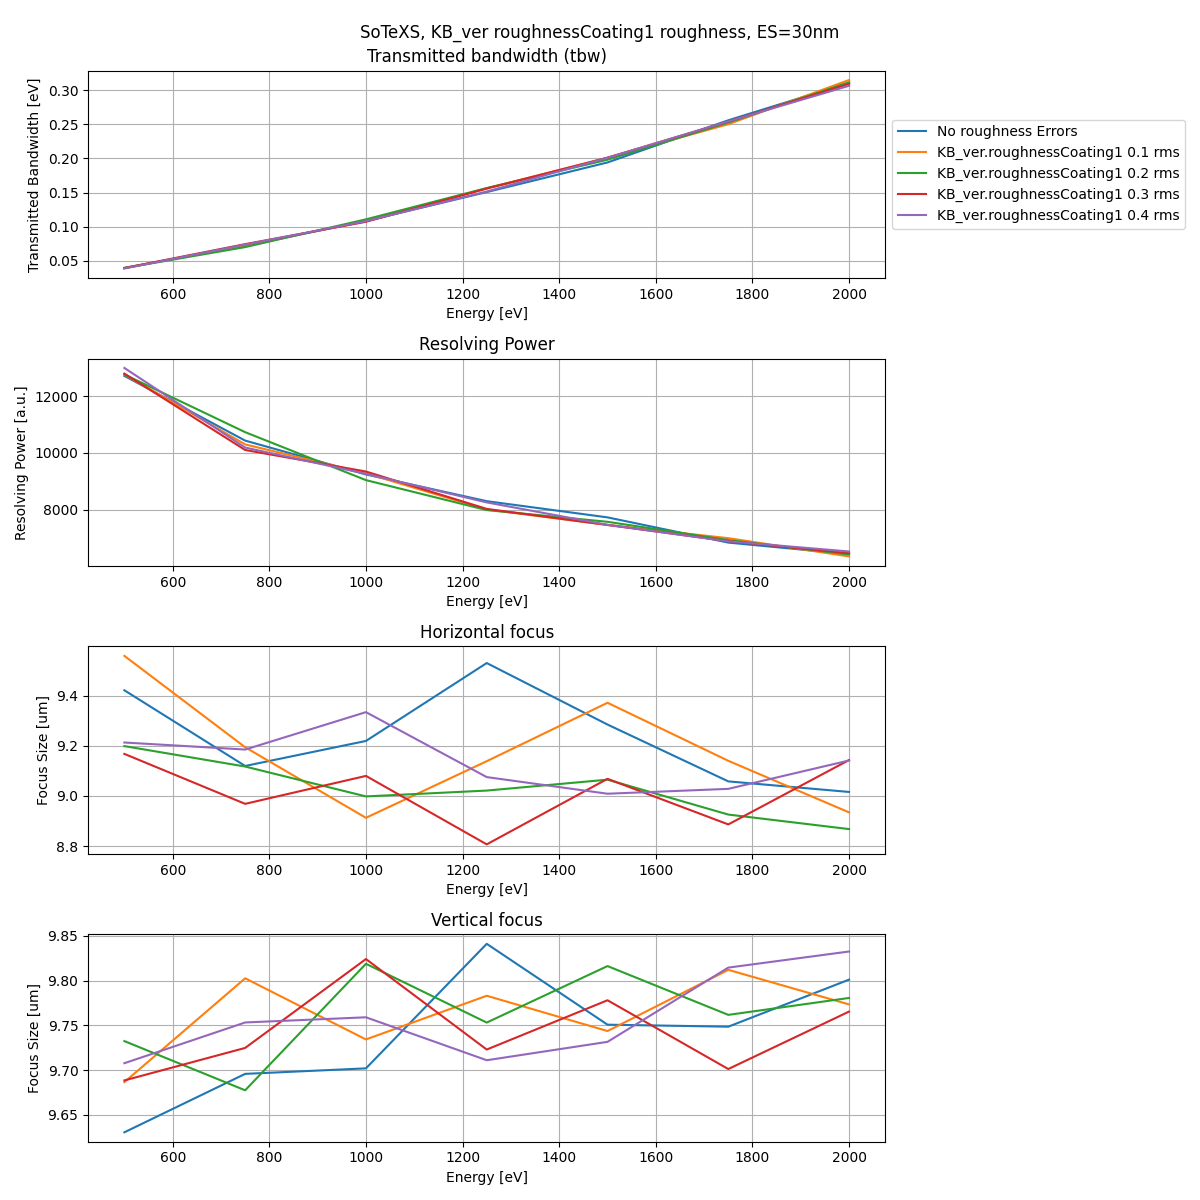 SoTeXS, KB_ver roughnessCoating1 roughness, ES=30nm
Transmitted bandwidth (tbw)
Transmitted Bandwidth [eV]
0.30
0.25
0.20
0.15
0.10
0.05
600 800 1000 1200 1400 1600 1800 2000
Energy [eV]
No roughness Errors
KB_ver.roughnessCoating1 0.1 rms
KB_ver.roughnessCoating1 0.2 rms
KB_ver.roughnessCoating1 0.3 rms
KB_ver.roughnessCoating1 0.4 rms
Resolving Power
Resolving Power [a.u.]
12000
10000
8000
600 800 1000 1200 1400 1600 1800 2000
Energy [eV]
Horizontal focus
Focus Size [um]
9.4
9.2
9.0
8.8
600 800 1000 1200 1400 1600 1800 2000
Energy [eV]
Vertical focus
Focus Size [um]
9.85
9.80
9.75
9.70
9.65
600 800 1000 1200 1400 1600 1800 2000
Energy [eV]